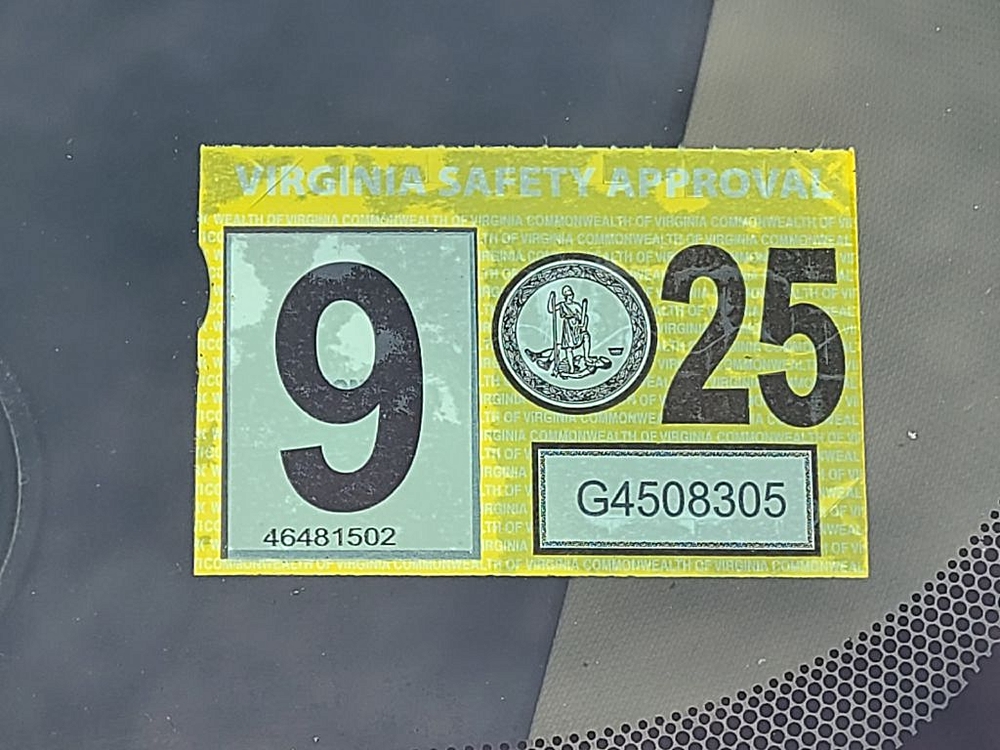 VIRGINIA SAFETY APPROVAL
9
25
46481502
G4508305